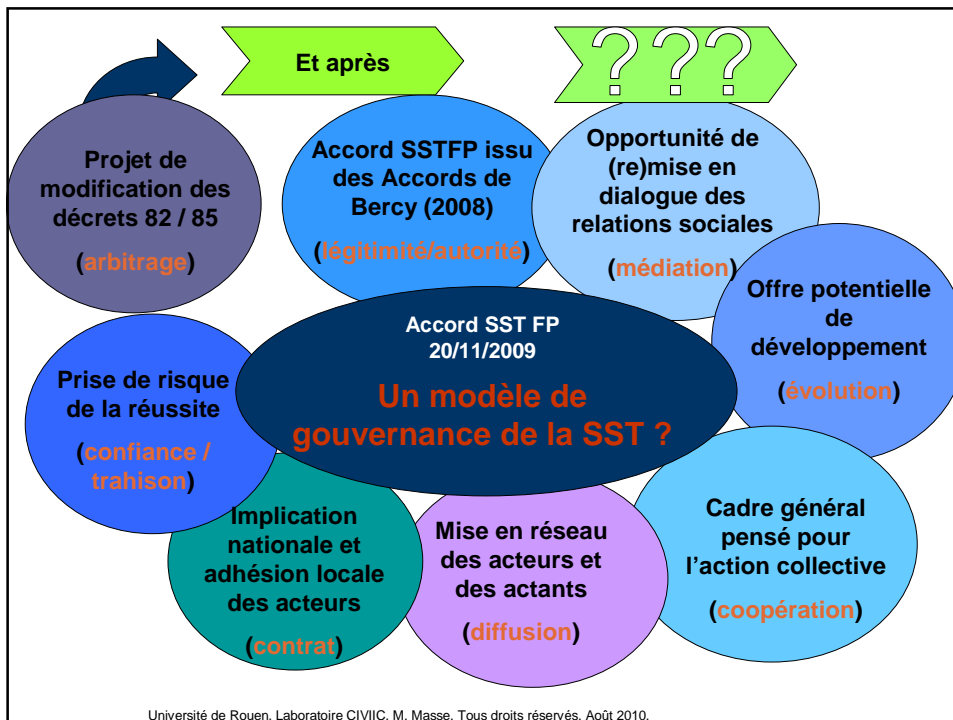 Et après
? ? ?
Projet de
modification des
décrets 82 / 85
(arbitrage)
Accord SSTFP issu
des Accords de
Bercy (2008)
(légitimité/autorité)
Opportunité de
(re)mise en
dialogue des
relations sociales
(médiation)
Offre potentielle
de
développement
(évolution)
Accord SST FP
20/11/2009
Un modèle de
gouvernance de la SST ?
Prise de risque
de la réussite
(confiance /
trahison)
Implication
nationale et
adhésion locale
des acteurs
(contrat)
Mise en réseau
des acteurs et
des actants
(diffusion)
Cadre général
pensé pour
l’action collective
(coopération)
Université de Rouen. Laboratoire CIVIIC. M. Masse. Tous droits réservés. Août 2010.